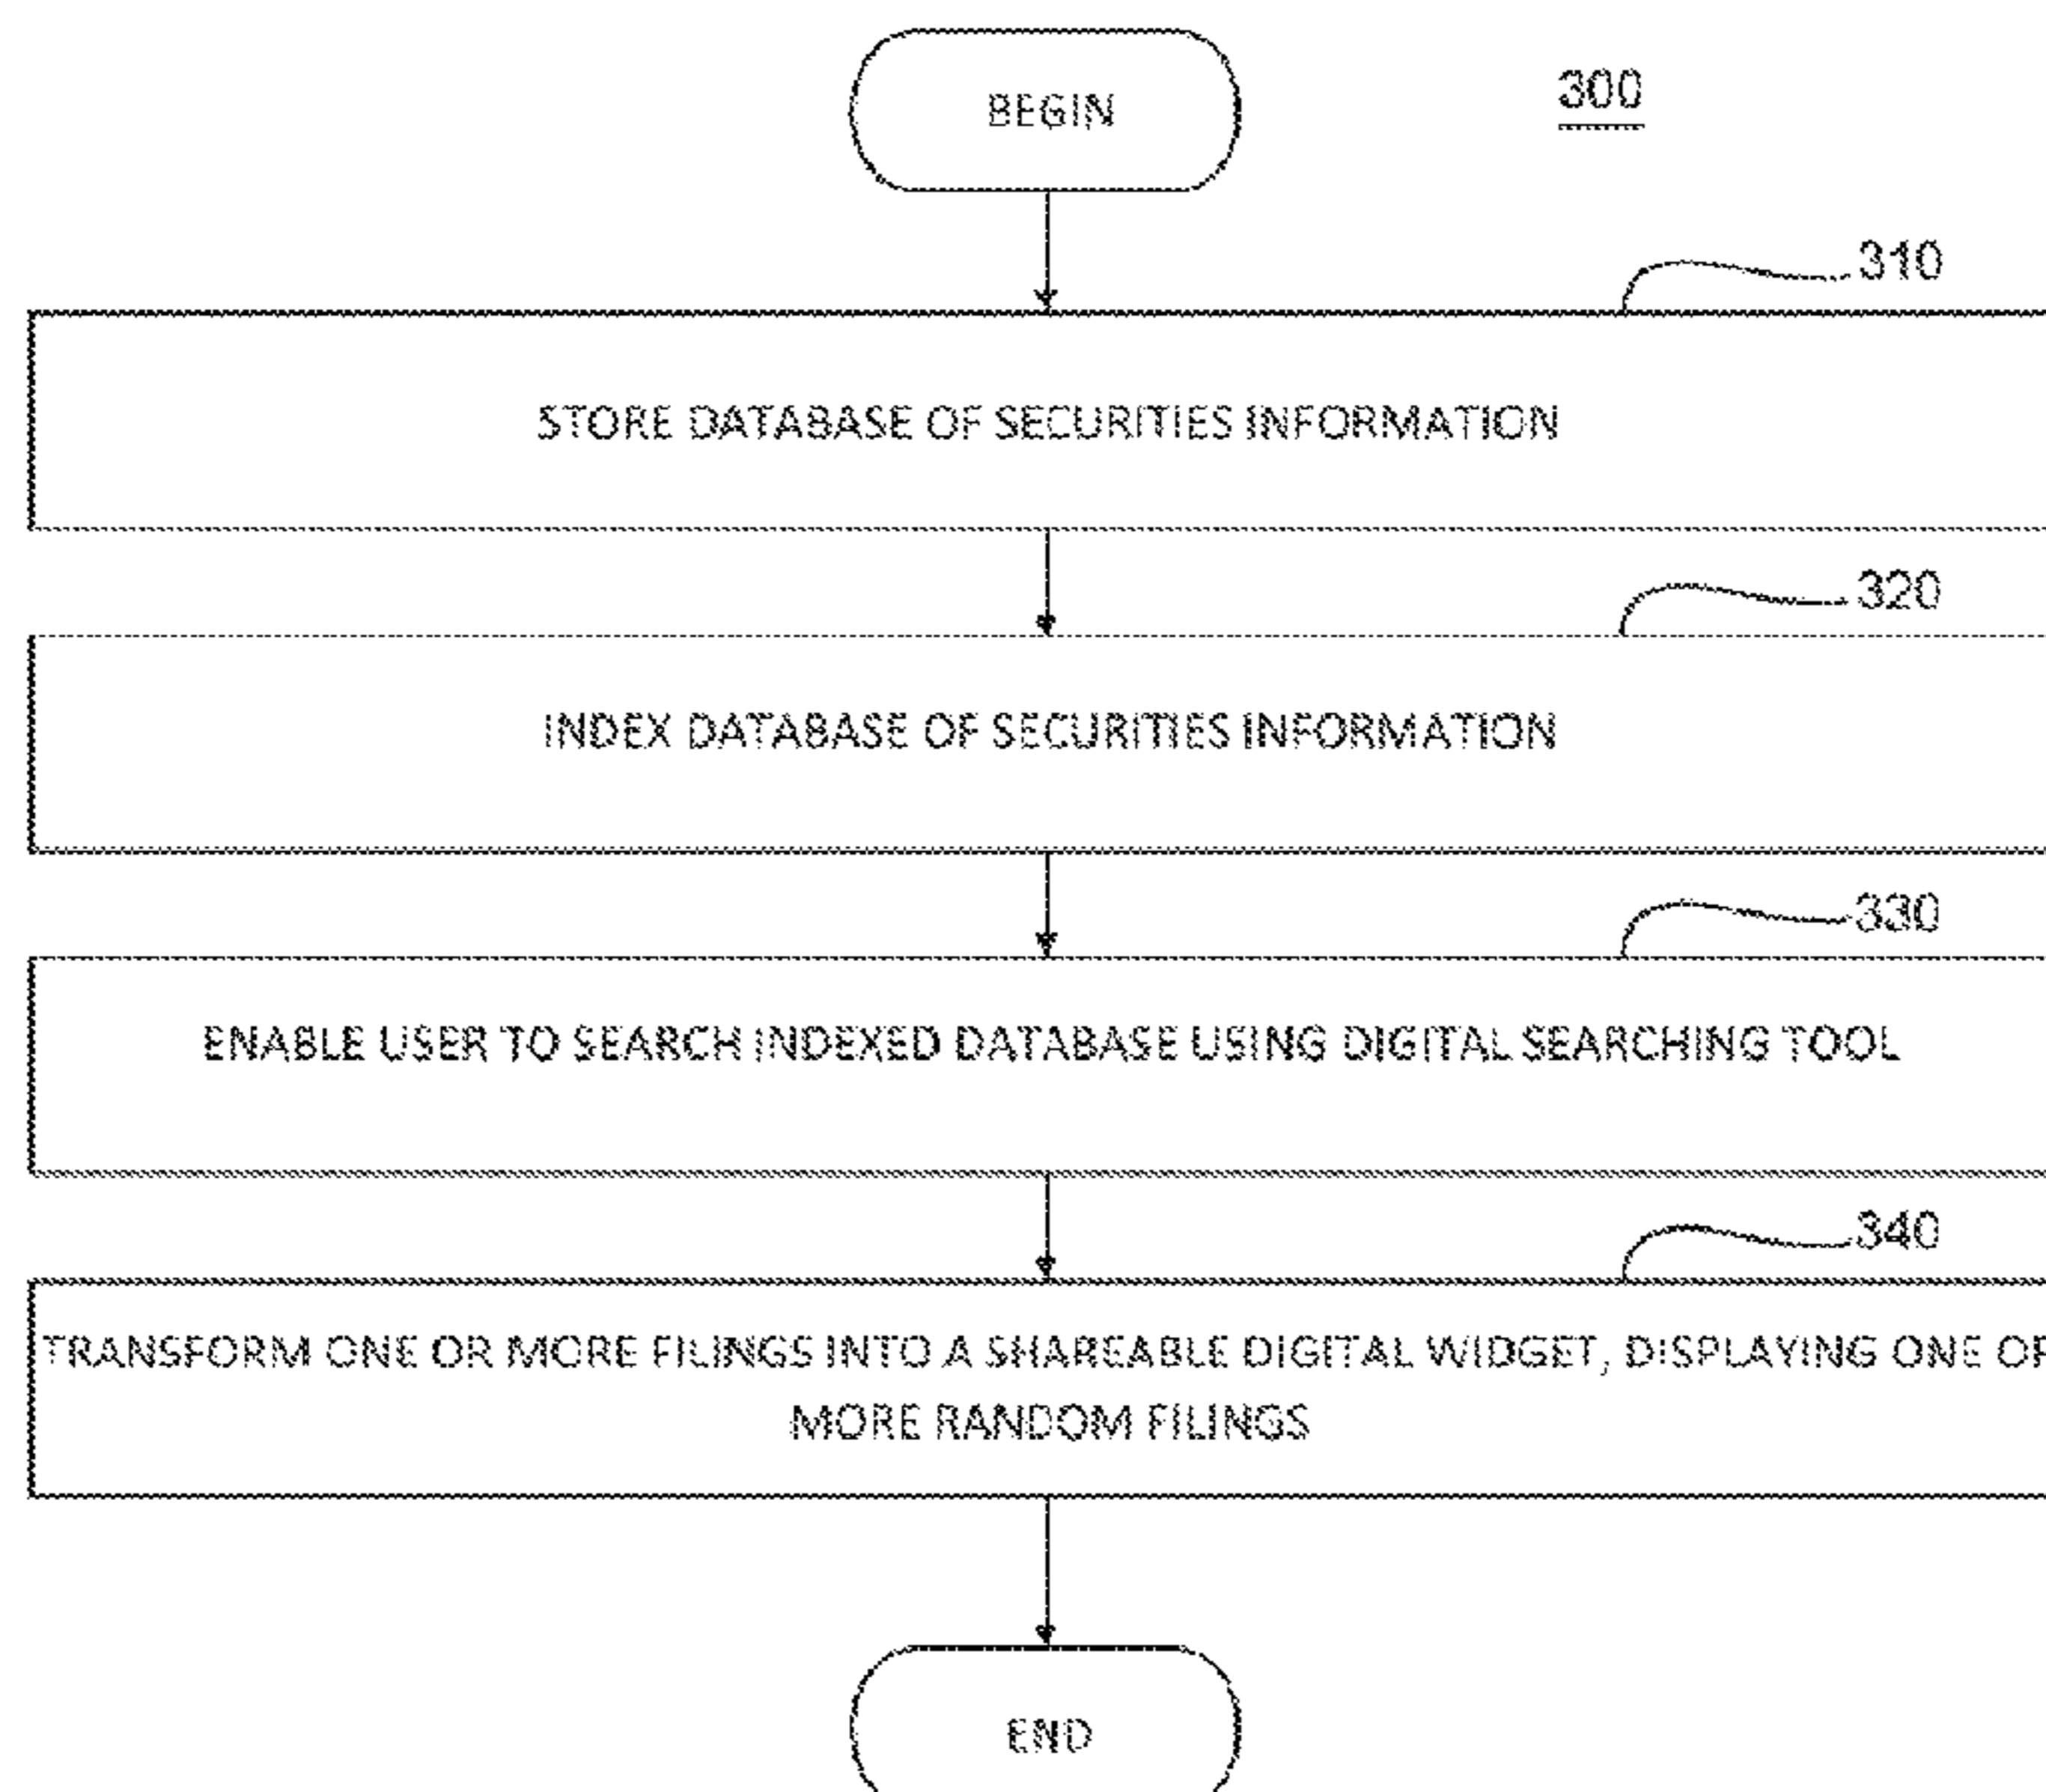 BEGIN
300
310
STORE DATABASE OF SECURITIES INFORMATION
320
INDEX DATABASE OF SECURITIES INFORMATION
330
ENABLE USER TO SEARCH INDEXED DATABASE USING DIGITAL SEARCHING TOOL
340
TRANSFORM ONE OR MORE FILINGS INTO A SHAREABLE DIGITAL WIDGET, DISPLAYING ONE OR
MORE RANDOM FILINGS
END